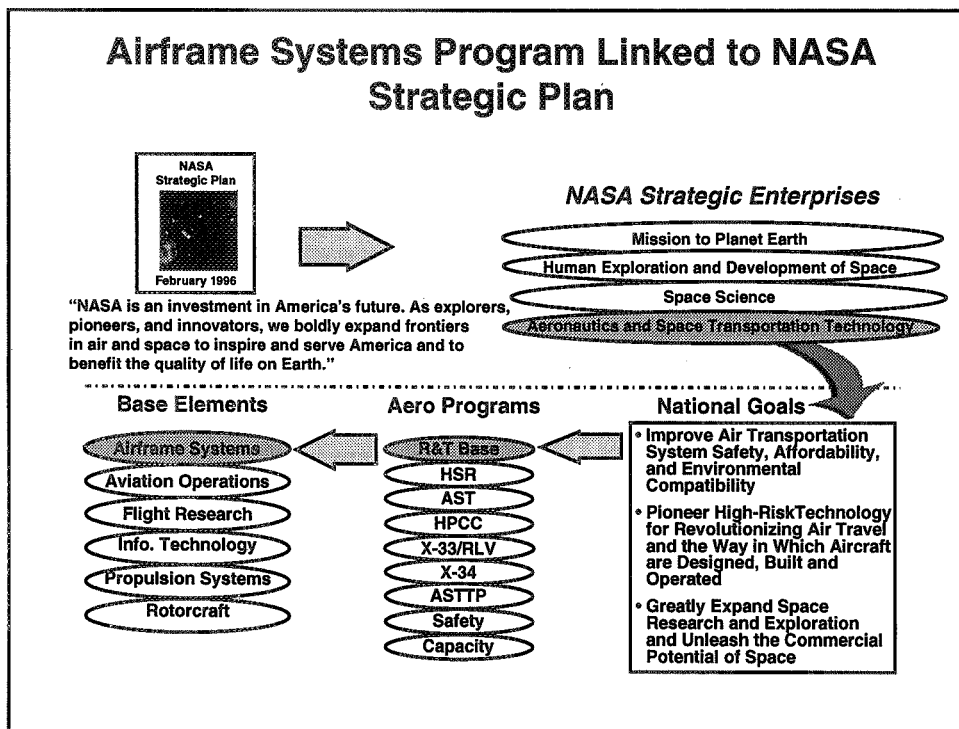 Airframe Systems Program Linked to NASA
Strategic Plan
NASA
Strategic Plan
February 1996
"NASA is an investment in America's future. As explorers,
pioneers, and innovators, we boldly expand frontiers
in air and space to inspire and serve America and to
benefit the quality of life on Earth."
NASA Strategic Enterprises
Mission to Planet Earth
Human Exploration and Development of Space
Space Science
Aeronautics and Space Transportation Technology
Base Elements
Airframe Systems
Aviation Operations
Flight Research
Info. Technology
Propulsion Systems
Rotorcraft
Aero Programs
R&T Base
HSR
AST
HPCC
X-33/RLV
X-34
ASTTP
Safety
Capacity
National Goals
• Improve Air Transportation
System Safety, Affordability,
and Environmental
Compatibility
• Pioneer High-RiskTechnology
for Revolutionizing Air Travel
and the Way in Which Aircraft
are Designed, Built and
Operated
• Greatly Expand Space
Research and Exploration
and Unleash the Commercial
Potential of Space